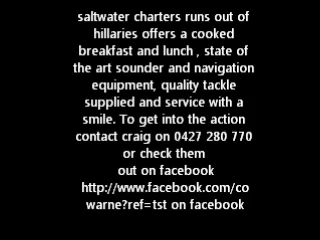 saltwater charters runs out of
hillaries offers a cooked
breakfast and lunch , state of
the art sounder and navigation
equipment, quality tackle
supplied and service with a
smile. To get into the action
contact craig on 0427 280 770
or check them
out on facebook
http://www.facebook.com/co
warne?ref=tst on facebook